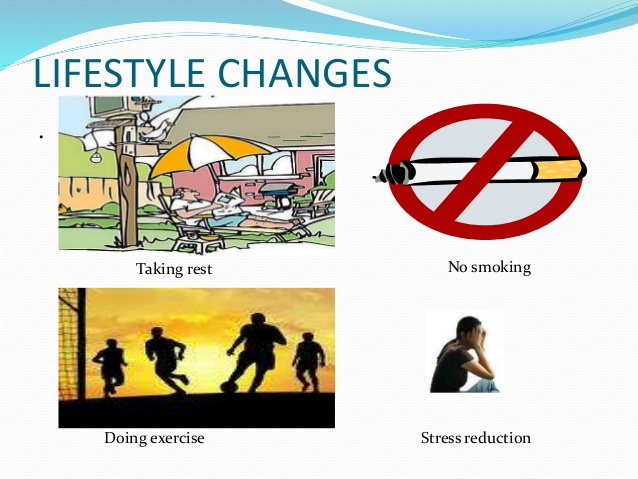 LIFESTYLE CHANGES
.
Taking rest
No smoking
Doing exercise
Stress reduction